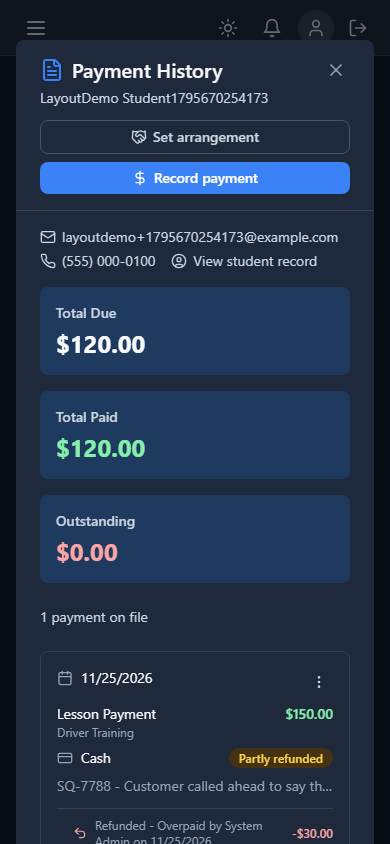 Payment History
LayoutDemo Student1795670254173
Set arrangement
Record payment
layoutdemo+1795670254173@example.com
(555) 000-0100 View student record
Total Due
$120.00
Total Paid
$120.00
Outstanding
$0.00
1 payment on file
11/25/2026
Lesson Payment $150.00
Driver Training
Cash Partly refunded
SQ-7788 - Customer called ahead to say th...
Refunded - Overpaid by System -$30.00
Admin on 11/25/2026